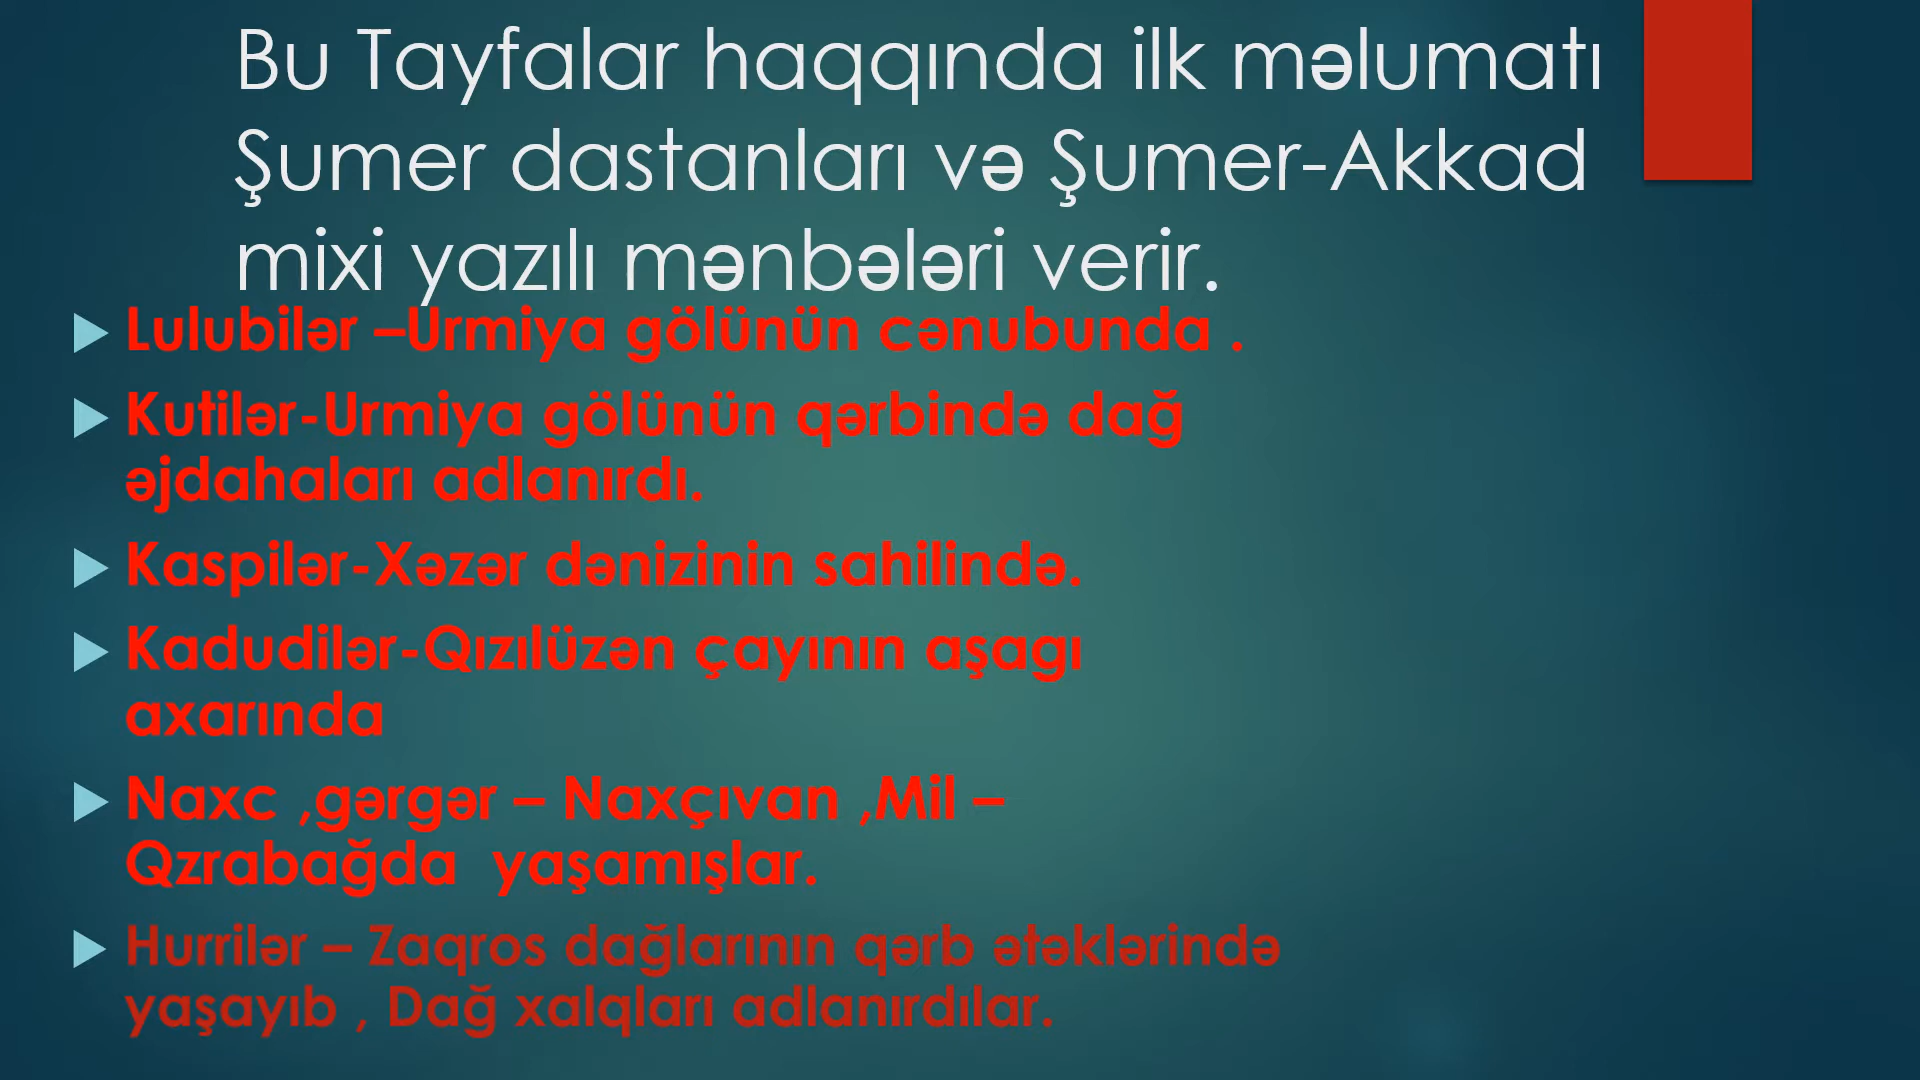 Bu Tayfalar haqqında ilk məlumatı
Şumer dastanları və Şumer-Akkad
mixi yazılı mənbələri verir.
Lulubilər –Urmiya gölünün cənubunda .
Kutilər-Urmiya gölünün qərbində dağ
əjdahaları adlanırdı.
Kaspilər-Xəzər dənizinin sahilində.
Kadudilər-Qızılüzən çayının aşagı
axarında
Naxc ,gərgər – Naxçıvan ,Mil –
Qzrabağda  yaşamışlar.
Hurrilər – Zaqros dağlarının qərb ətəklərində
yaşayıb , Dağ xalqları adlanırdılar.